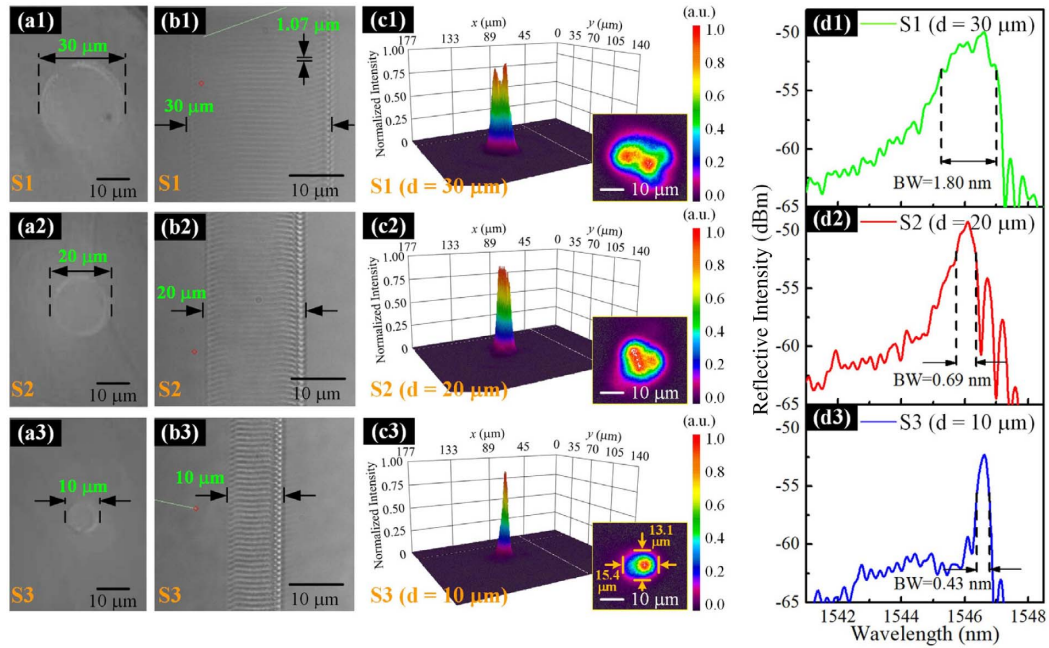 (a1)
30 µm
S1
10 µm
(b1)
1.07 µm
30 µm
S1
10 µm
(c1)
x (µm)
y (µm)
177
133
89
45
0
35
70
105
140
1.00
0.75
0.50
0.25
0
Normalized Intensity
S1 (d = 30 µm)
10 µm
(a.u.)
1.0
0.8
0.6
0.4
0.2
0.0
(d1)
S1 (d = 30 µm)
-50
-55
-60
-65
BW=1.80 nm
(a2)
20 µm
S2
10 µm
(b2)
20 µm
S2
10 µm
(c2)
x (µm)
y (µm)
177
133
89
45
0
35
70
105
140
1.00
0.75
0.50
0.25
0
Normalized Intensity
S2 (d = 20 µm)
10 µm
(a.u.)
1.0
0.8
0.6
0.4
0.2
0.0
(d2)
S2 (d = 20 µm)
-50
-55
-60
-65
BW=0.69 nm
Reflective Intensity (dBm)
(a3)
10 µm
S3
10 µm
(b3)
10 µm
S3
10 µm
(c3)
x (µm)
y (µm)
177
133
89
45
0
35
70
105
140
1.00
0.75
0.50
0.25
0
Normalized Intensity
S3 (d = 10 µm)
13.1
µm
15.4
µm
10 µm
(a.u.)
1.0
0.8
0.6
0.4
0.2
0.0
(d3)
S3 (d = 10 µm)
-50
-55
-60
-65
BW=0.43 nm
1542
1544
1546
1548
Wavelength (nm)